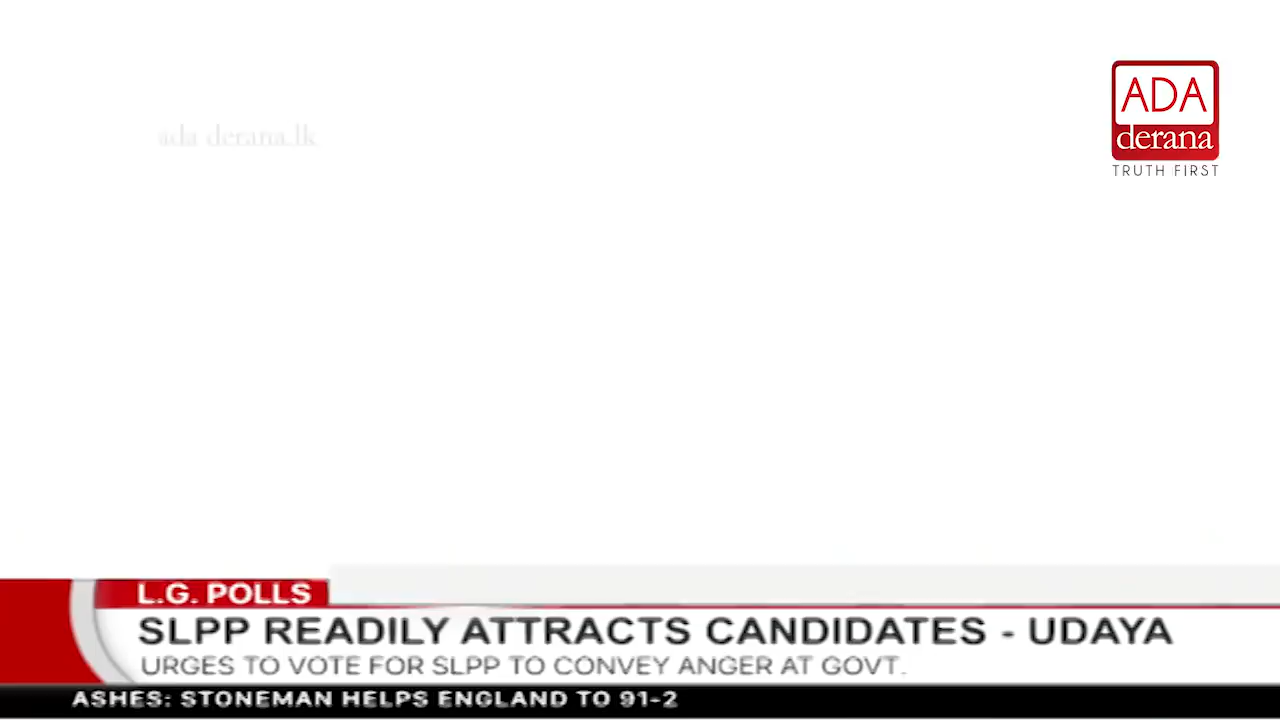 ADA
derana
TRUTH FIRST
ada derana.lk
L.G. POLLS
SLPP READILY ATTRACTS CANDIDATES - UDAYA
URGES TO VOTE FOR SLPP TO CONVEY ANGER AT GOVT.
ASHES: STONEMAN HELPS ENGLAND TO 91-2